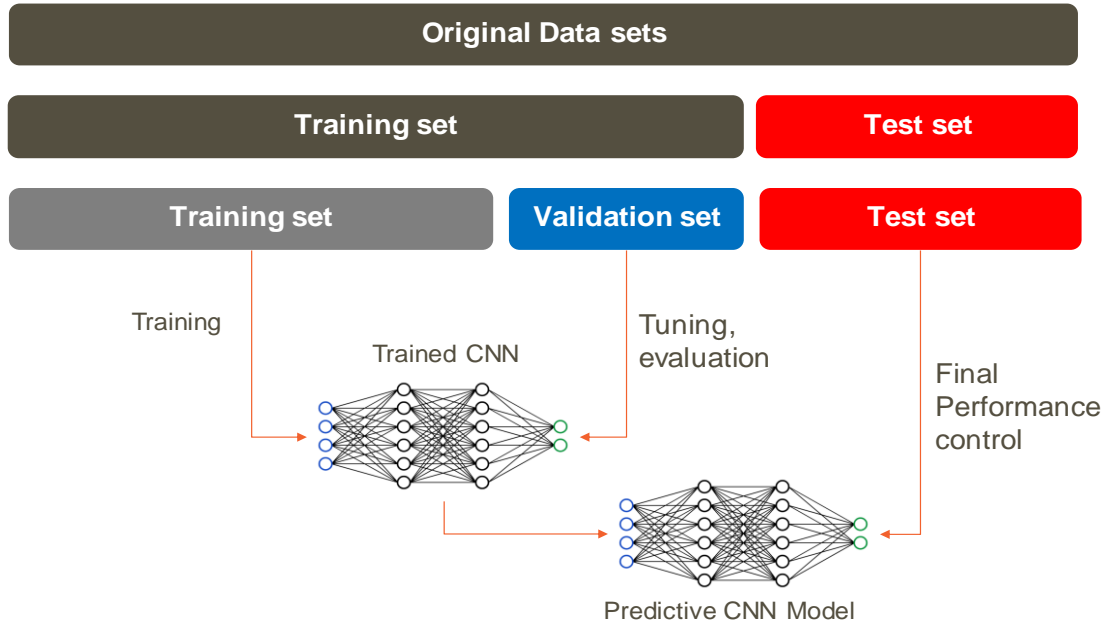 Original Data sets
Training set
Test set
Training set
Validation set
Test set
Training
Tuning,
evaluation
Trained CNN
Final
Performance
control
Predictive CNN Model